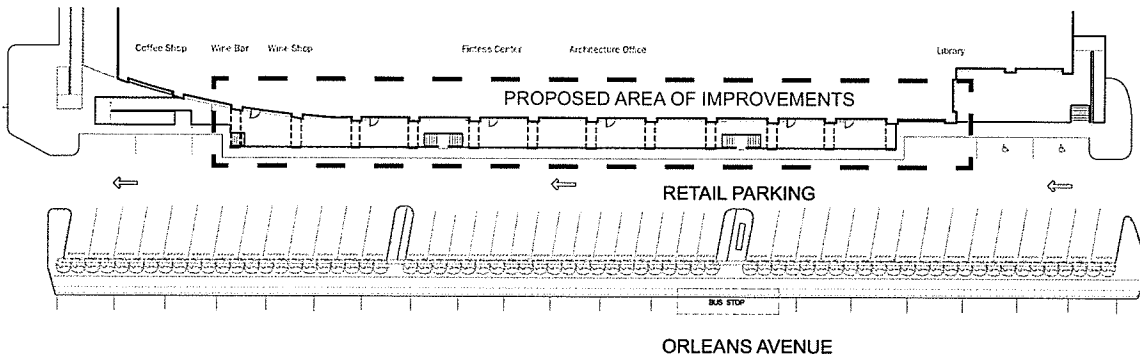 Coffee Shop Wine Bar Wine Shop Fintess Center Architecture Office Library
PROPOSED AREA OF IMPROVEMENTS
RETAIL PARKING
BUS STOP
ORLEANS AVENUE